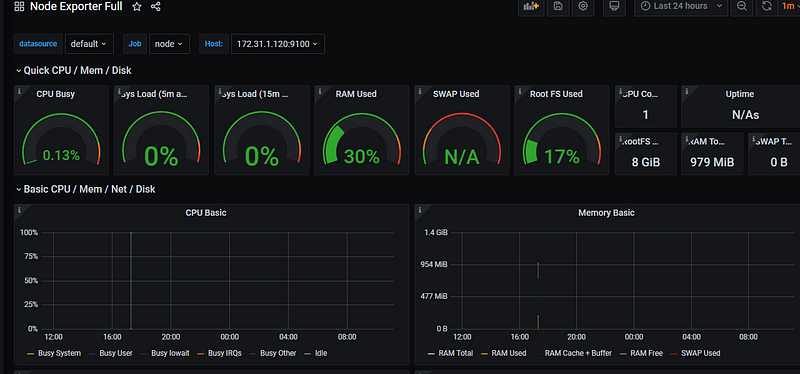 Node Exporter Full
Last 24 hours
1m
datasource default Job node Host: 172.31.1.120:9100
Quick CPU / Mem / Disk
CPU Busy
0.13%
Sys Load (5m a...
0%
Sys Load (15m ...
0%
RAM Used
30%
SWAP Used
N/A
Root FS Used
17%
CPU Co...
1
Uptime
N/As
RootFS ...
8 GiB
RAM To...
979 MiB
SWAP T...
0 B
Basic CPU / Mem / Net / Disk
CPU Basic
100%
75%
50%
25%
0%
12:00 16:00 20:00 00:00 04:00 08:00
Busy System Busy User Busy Iowait Busy IRQs Busy Other Idle
Memory Basic
1.4 GiB
954 MiB
477 MiB
0 B
12:00 16:00 20:00 00:00 04:00 08:00
RAM Total RAM Used RAM Cache + Buffer RAM Free SWAP Used